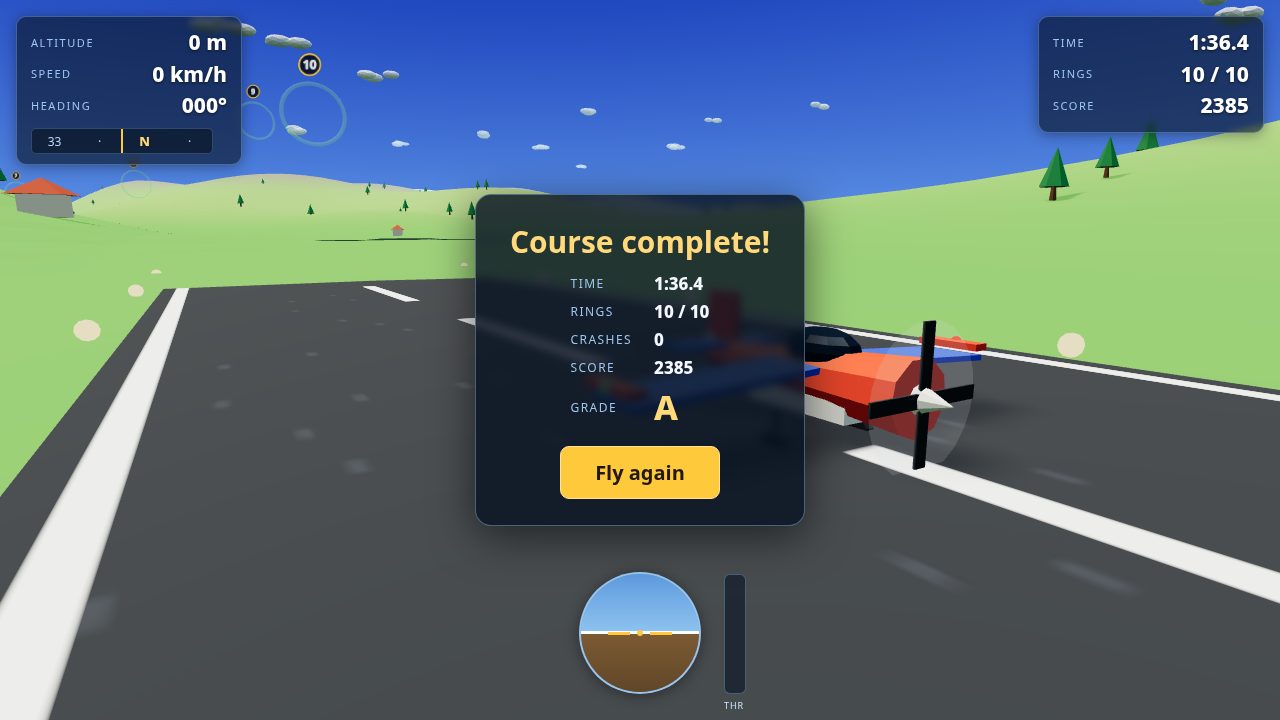 ALTITUDE 0 m
SPEED 0 km/h
HEADING 000°
33 · N ·
TIME 1:36.4
RINGS 10 / 10
SCORE 2385
10
9
Course complete!
TIME 1:36.4
RINGS 10 / 10
CRASHES 0
SCORE 2385
GRADE A
Fly again
THR